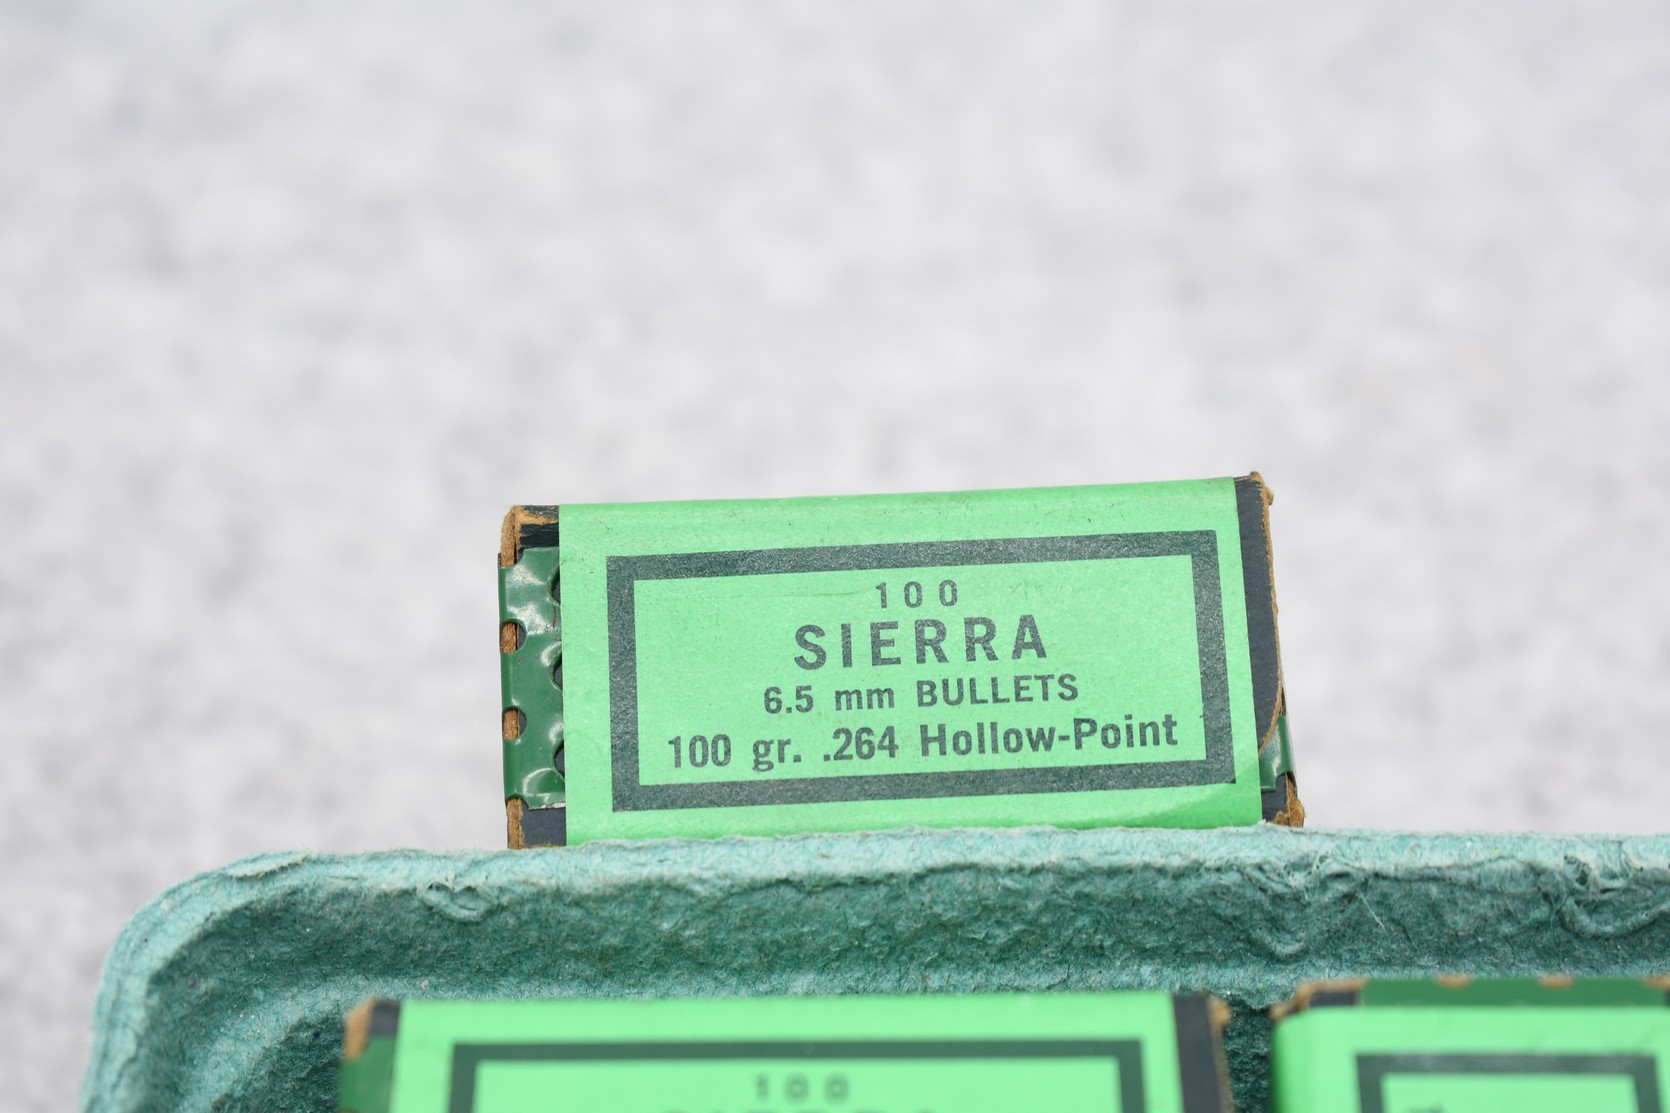 100
SIERRA
6.5 mm BULLETS
100 gr. .264 Hollow-Point
100